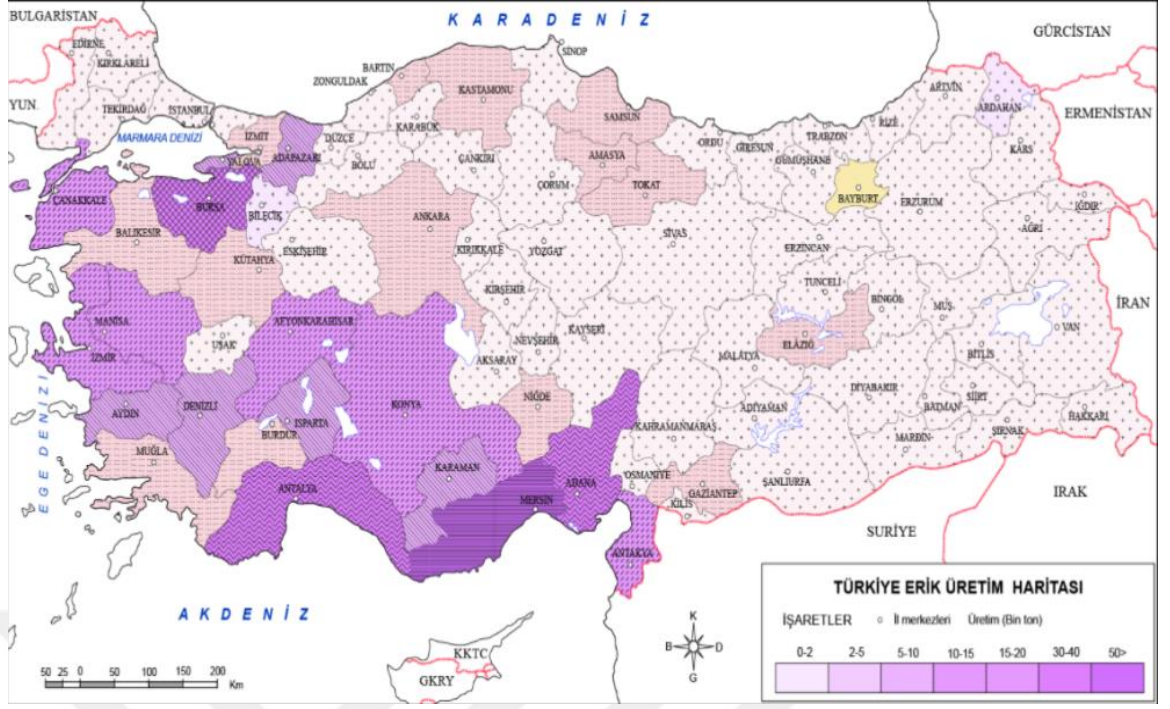 BULGARİSTAN
K A R A D E N İ Z
GÜRCİSTAN
EDİRNE
KIRKLARELİ
SİNOP
BARTIN
ZONGULDAK
KASTAMONU
ARTVİN
ARDAHAN
ERMENİSTAN
YUN.
TEKİRDAĞ
İSTANBUL
MARMARA DENİZİ
İZMİT
ADAPAZARI
DÜZCE
KARABÜK
SAMSUN
ORDU
GİRESUN
TRABZON
RİZE
KARS
YALOVA
BOLU
ÇANKIRI
AMASYA
GÜMÜŞHANE
ÇANAKKALE
BURSA
BİLECİK
ÇORUM
TOKAT
BAYBURT
ERZURUM
IĞDIR
BALIKESİR
ANKARA
AĞRI
ESKİŞEHİR
KIRIKKALE
YOZGAT
SİVAS
ERZİNCAN
KÜTAHYA
KIRŞEHİR
TUNCELİ
BİNGÖL
MUŞ
İRAN
MANİSA
UŞAK
AFYONKARAHİSAR
NEVŞEHİR
KAYSERİ
ELAZIĞ
VAN
İZMİR
AKSARAY
MALATYA
BİTLİS
EGE DENİZİ
AYDIN
DENİZLİ
ISPARTA
KONYA
NİĞDE
DİYABAKIR
BATMAN
SİİRT
ADIYAMAN
HAKKARİ
BURDUR
KAHRAMANMARAŞ
MARDİN
ŞIRNAK
MUĞLA
KARAMAN
OSMANİYE
GAZİANTEP
ŞANLIURFA
ANTALYA
MERSİN
ADANA
KİLİS
IRAK
SURİYE
ANTAKYA
A K D E N İ Z
TÜRKİYE ERİK ÜRETİM HARİTASI
İŞARETLER İl merkezleri Üretim (Bin ton)
K
B D
G
KKTC
GKRY
0-2 2-5 5-10 10-15 15-20 30-40 50>
50 25 0 50 100 150 200
Km